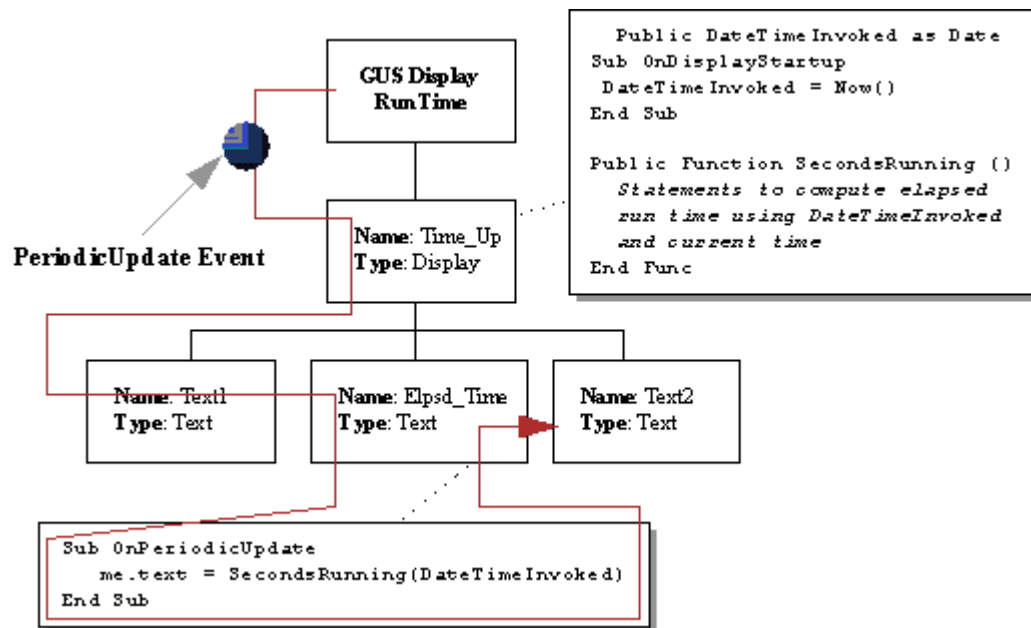 GUS Display
RunTime
Public DateTimeInvoked as Date
Sub OnDisplayStartup
DateTimeInvoked = Now()
End Sub
Public Function SecondsRunning ()
Statements to compute elapsed
run time using DateTimeInvoked
and current time
End Func
PeriodicUpdate Event
Name: Time_Up
Type: Display
Name: Text1
Type: Text
Name: Elpsd_Time
Type: Text
Name: Text2
Type: Text
Sub OnPeriodicUpdate
me.text = SecondsRunning(DateTimeInvoked)
End Sub